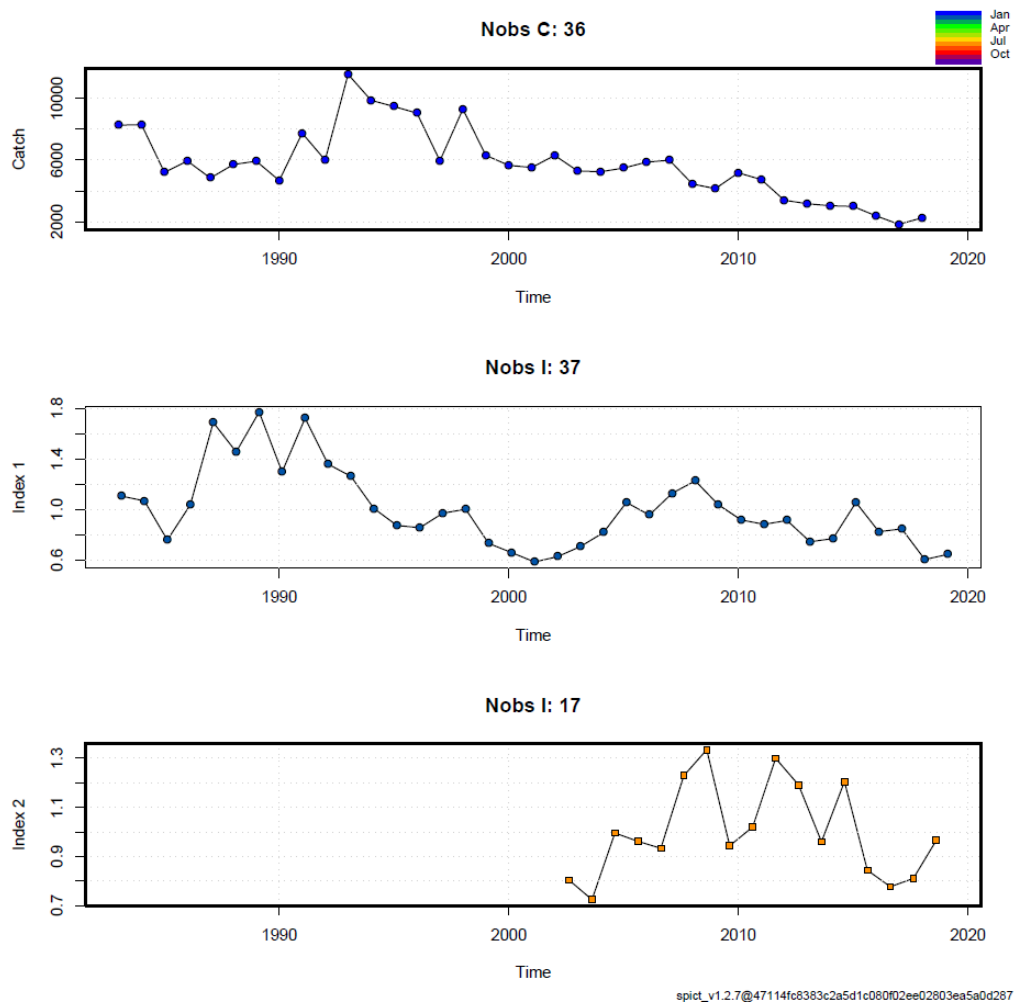 Nobs C: 36
Jan
Apr
Jul
Oct
Catch
2000
6000
10000
1990
2000
2010
2020
Time
Nobs I: 37
Index 1
0.6
1.0
1.4
1.8
1990
2000
2010
2020
Time
Nobs I: 17
Index 2
0.7
0.9
1.1
1.3
1990
2000
2010
2020
Time
spict_v1.2.7@47114fc8383c2a5d1c080f02ee02803ea5a0d287